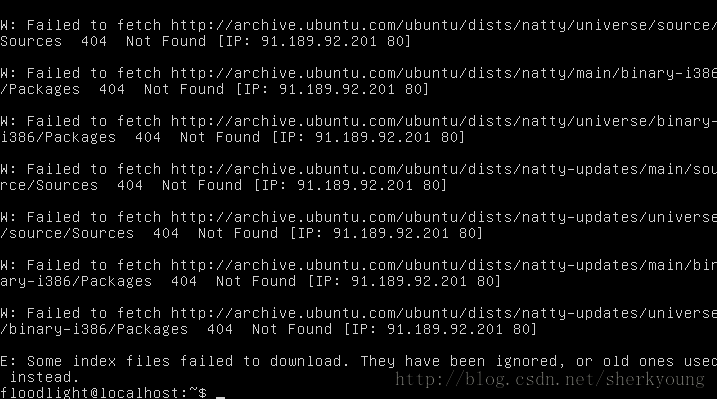 W: Failed to fetch http://archive.ubuntu.com/ubuntu/dists/natty/universe/source/
Sources  404  Not Found [IP: 91.189.92.201 80]
W: Failed to fetch http://archive.ubuntu.com/ubuntu/dists/natty/main/binary-i386
/Packages  404  Not Found [IP: 91.189.92.201 80]
W: Failed to fetch http://archive.ubuntu.com/ubuntu/dists/natty/universe/binary-
i386/Packages  404  Not Found [IP: 91.189.92.201 80]
W: Failed to fetch http://archive.ubuntu.com/ubuntu/dists/natty-updates/main/sou
rce/Sources  404  Not Found [IP: 91.189.92.201 80]
W: Failed to fetch http://archive.ubuntu.com/ubuntu/dists/natty-updates/universe
/source/Sources  404  Not Found [IP: 91.189.92.201 80]
W: Failed to fetch http://archive.ubuntu.com/ubuntu/dists/natty-updates/main/bin
ary-i386/Packages  404  Not Found [IP: 91.189.92.201 80]
W: Failed to fetch http://archive.ubuntu.com/ubuntu/dists/natty-updates/universe
/binary-i386/Packages  404  Not Found [IP: 91.189.92.201 80]
E: Some index files failed to download. They have been ignored, or old ones used
 instead.
http://blog.csdn.net/sherkyoung
floodlight@localhost:~$ _